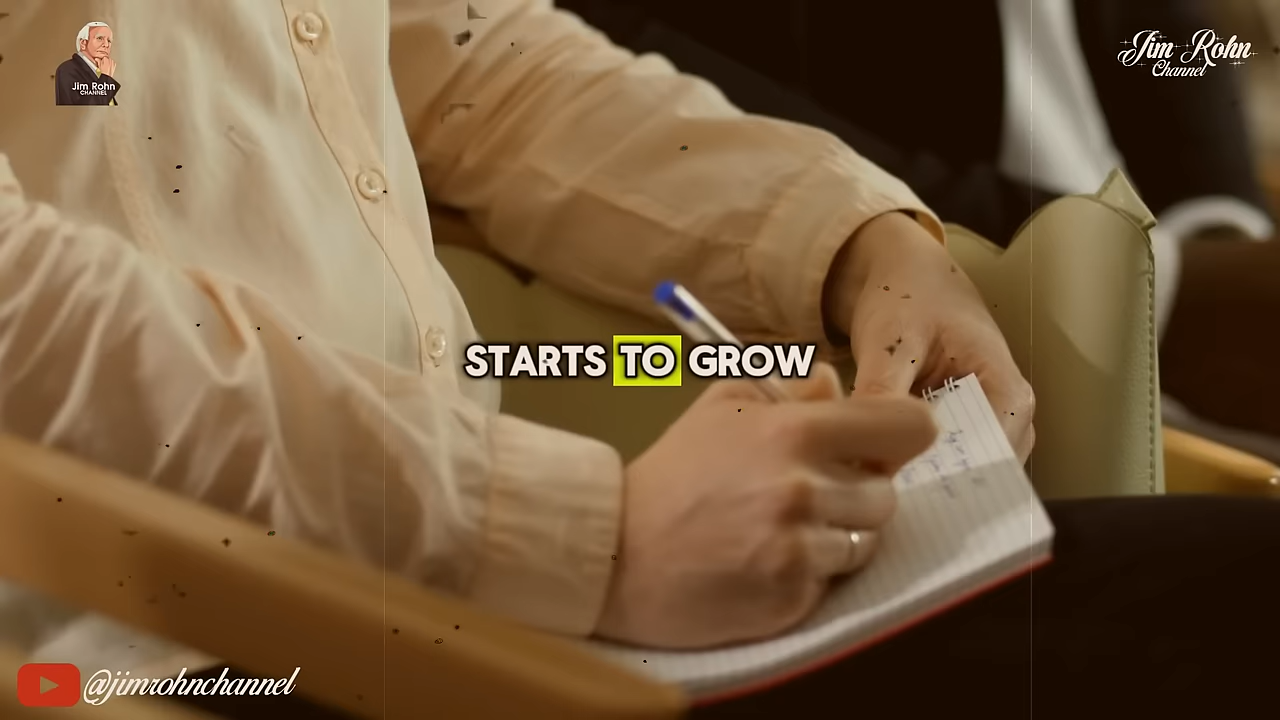 Jim Rohn
CHANNEL
Jim Rohn
Channel
STARTS TO GROW
@jimrohnchannel